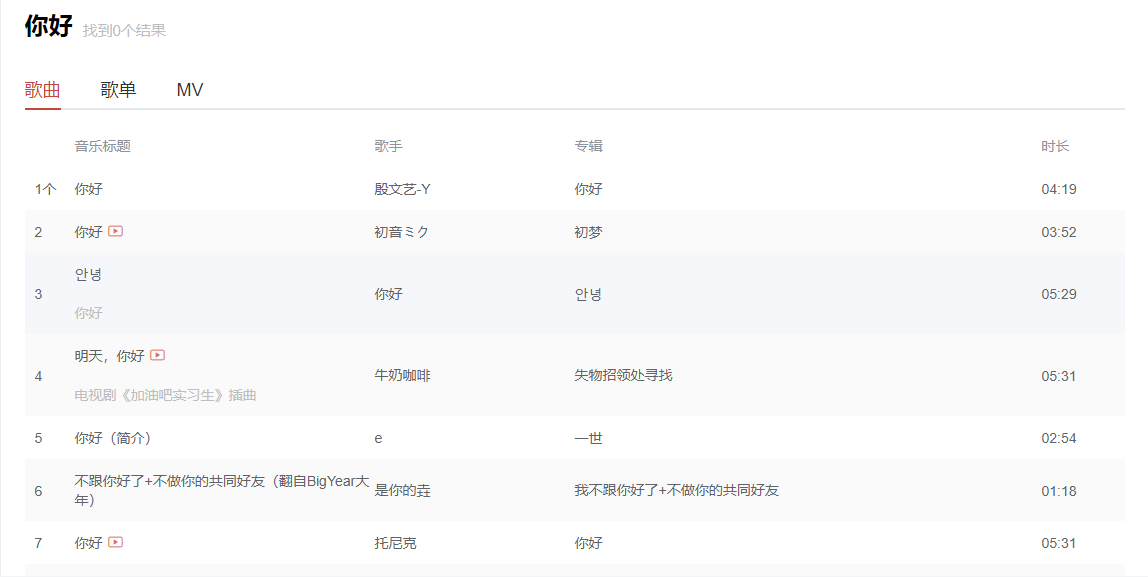 你好 找到0个结果
歌曲 歌单 MV
音乐标题 歌手 专辑 时长
1个 你好 殷文艺-Y 你好 04:19
2 你好 初音ミク 初梦 03:52
안녕
3 你好 안녕 05:29
你好
明天，你好
4 牛奶咖啡 失物招领处寻找 05:31
电视剧《加油吧实习生》插曲
5 你好（简介） e 一世 02:54
不跟你好了+不做你的共同好友（翻自BigYear大
6 是你的垚 我不跟你好了+不做你的共同好友 01:18
年）
7 你好 托尼克 你好 05:31